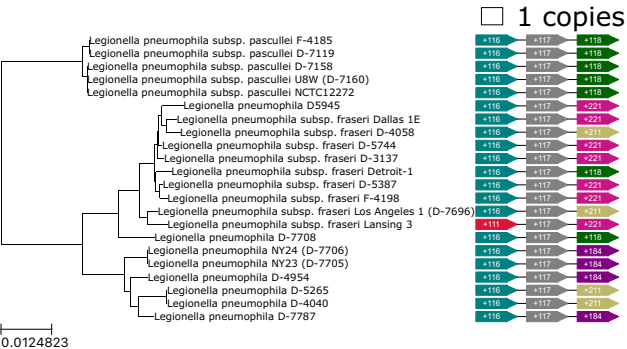 1 copies
Legionella pneumophila subsp. pascullei F-4185 +116 +117 +118
Legionella pneumophila subsp. pascullei D-7119 +116 +117 +118
Legionella pneumophila subsp. pascullei D-7158 +116 +117 +118
Legionella pneumophila subsp. pascullei U8W (D-7160) +116 +117 +118
Legionella pneumophila subsp. pascullei NCTC12272 +116 +117 +118
Legionella pneumophila D5945 +116 +117 +221
Legionella pneumophila subsp. fraseri Dallas 1E +116 +117 +221
Legionella pneumophila subsp. fraseri D-4058 +116 +117 +211
Legionella pneumophila subsp. fraseri D-5744 +116 +117 +221
Legionella pneumophila subsp. fraseri D-3137 +116 +117 +221
Legionella pneumophila subsp. fraseri Detroit-1 +116 +117 +118
Legionella pneumophila subsp. fraseri D-5387 +116 +117 +221
Legionella pneumophila subsp. fraseri F-4198 +116 +117 +221
Legionella pneumophila subsp. fraseri Los Angeles 1 (D-7696) +116 +117 +211
Legionella pneumophila subsp. fraseri Lansing 3 +111 +117 +221
Legionella pneumophila D-7708 +116 +117 +118
Legionella pneumophila NY24 (D-7706) +116 +117 +184
Legionella pneumophila NY23 (D-7705) +116 +117 +184
Legionella pneumophila D-4954 +116 +117 +184
Legionella pneumophila D-5265 +116 +117 +211
Legionella pneumophila D-4040 +116 +117 +211
Legionella pneumophila D-7787 +116 +117 +184
0.0124823